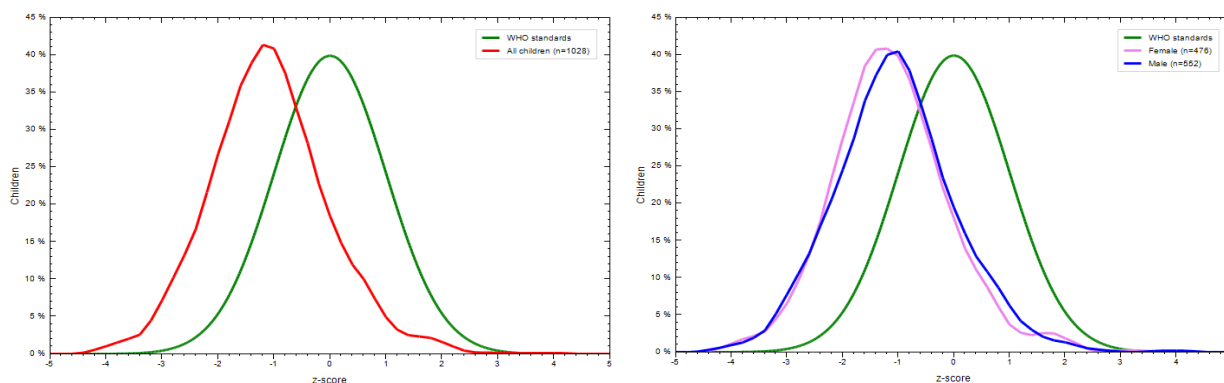 45 %
40 %
35 %
30 %
25 %
20 %
15 %
10 %
5 %
0 %
Children
-5 -4 -3 -2 -1 0 1 2 3 4 5
z-score
WHO standards
All children (n=1028)
45 %
40 %
35 %
30 %
25 %
20 %
15 %
10 %
5 %
0 %
Children
-5 -4 -3 -2 -1 0 1 2 3 4
z-score
WHO standards
Female (n=476)
Male (n=552)